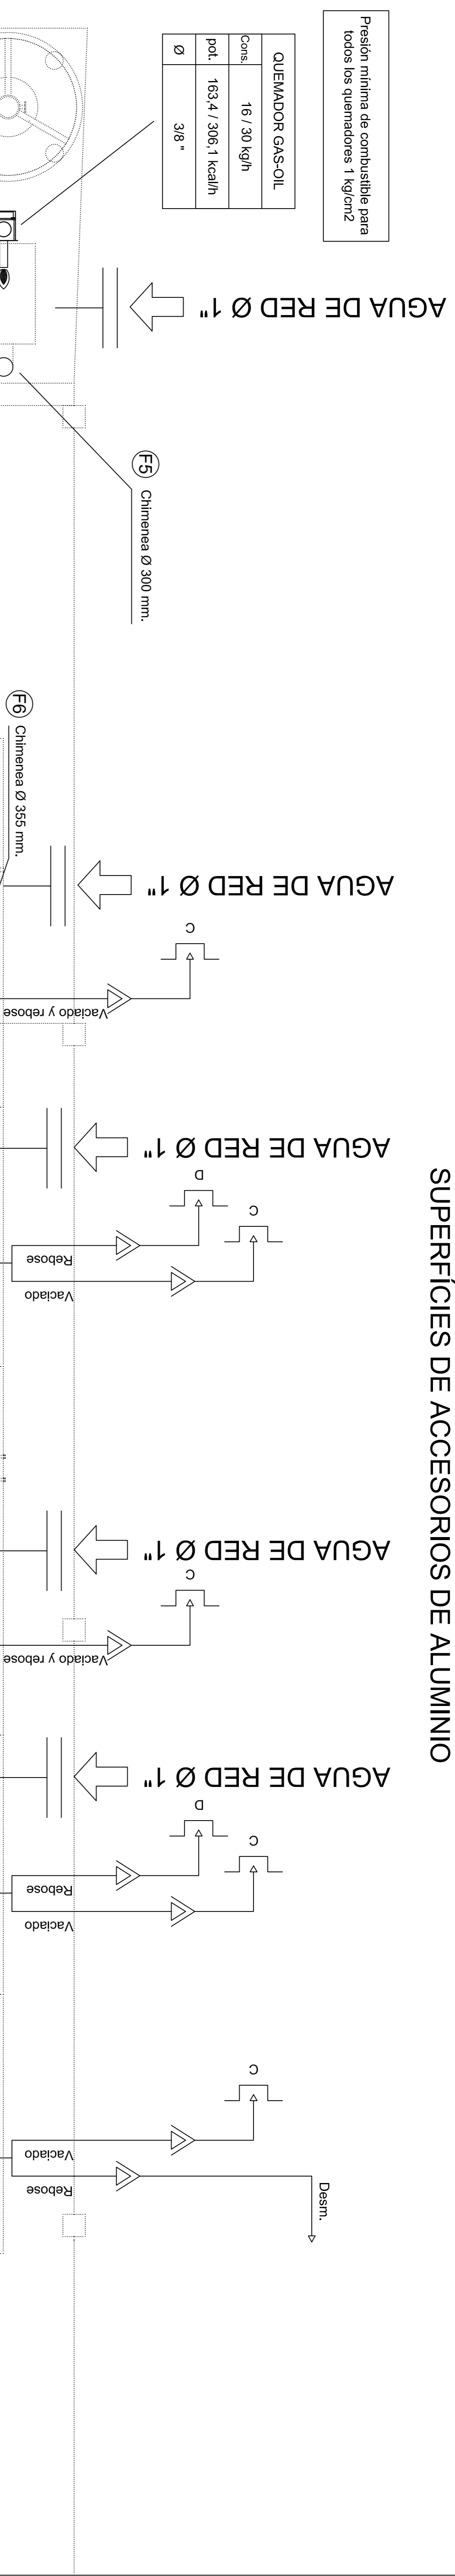 Presión mínima de combustible para
todos los quemadores 1 kg/cm2
QUEMADOR GAS-OIL
Cons. 16 / 30 kg/h
pot. 163,4 / 306,1 kcal/h
Ø 3/8 "
AGUA DE RED Ø 1"
F5 Chimenea Ø 300 mm.
F6 Chimenea Ø 355 mm.
AGUA DE RED Ø 1"
C
Vaciado y rebose
AGUA DE RED Ø 1"
D
C
Rebose
Vaciado
SUPERFÍCIES DE ACCESORIOS DE ALUMINIO
AGUA DE RED Ø 1"
C
Vaciado y rebose
AGUA DE RED Ø 1"
D
C
Rebose
Vaciado
C
Vaciado
Rebose
Desm.